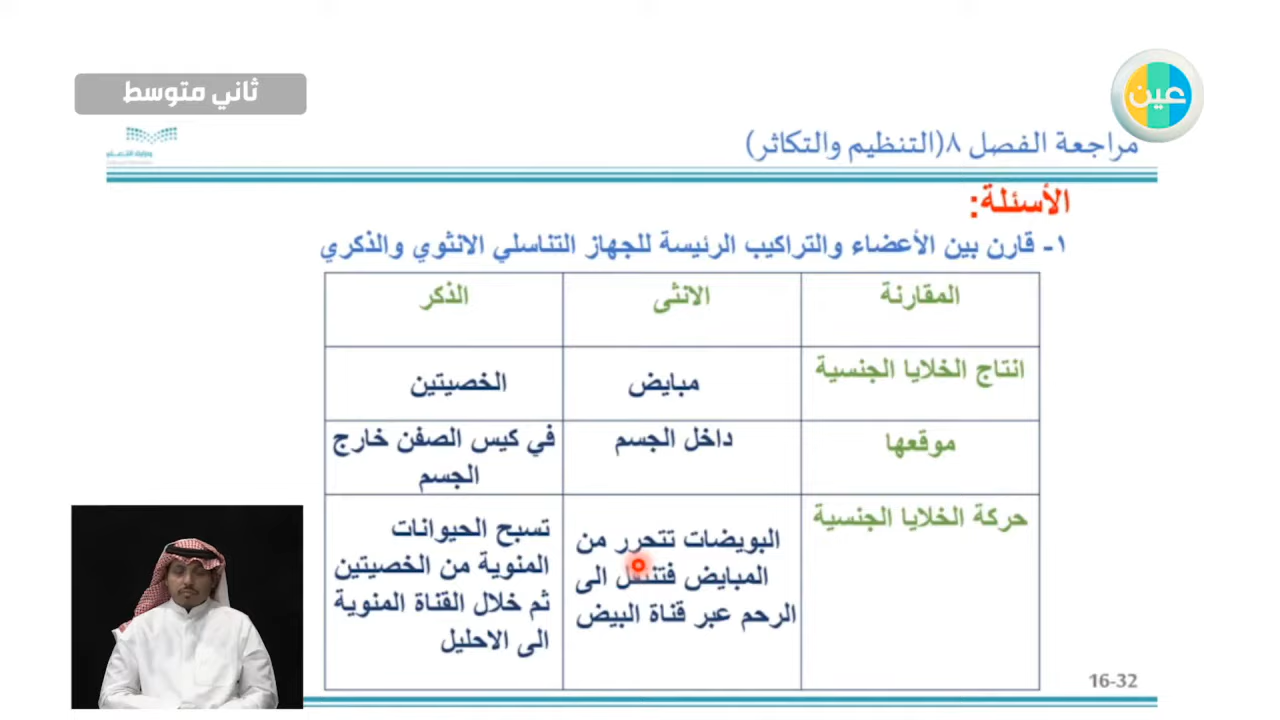 ثاني متوسط
عين
مراجعة الفصل ٨(التنظيم والتكاثر)
الأسئلة:
١- قارن بين الأعضاء والتراكيب الرئيسة للجهاز التناسلي الانثوي والذكري
المقارنة
الانثى
الذكر
انتاج الخلايا الجنسية
مبايض
الخصيتين
موقعها
داخل الجسم
في كيس الصفن خارج
الجسم
حركة الخلايا الجنسية
البويضات تتحرر من
المبايض فتنتقل الى
الرحم عبر قناة البيض
تسبح الحيوانات
المنوية من الخصيتين
ثم خلال القناة المنوية
الى الاحليل
16-32